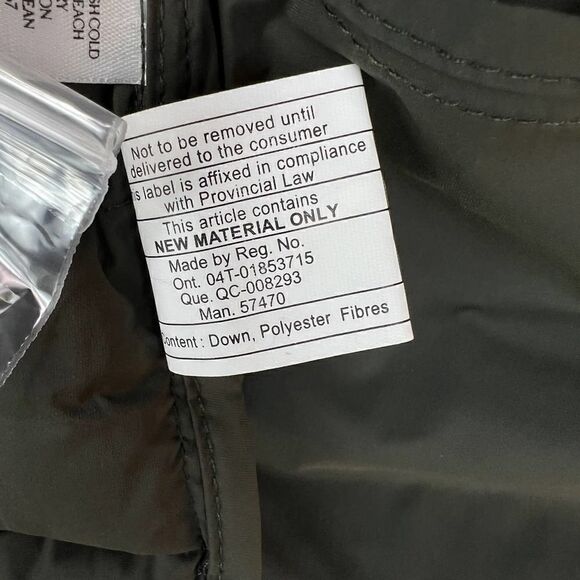 SH COLD
EACH
RY
ON
EAN
Not to be removed until
delivered to the consumer
is label is affixed in compliance
with Provincial Law
This article contains
NEW MATERIAL ONLY
Made by Reg. No.
Ont. 04T-01853715
Que. QC-008293
Man. 57470
Content : Down, Polyester Fibres